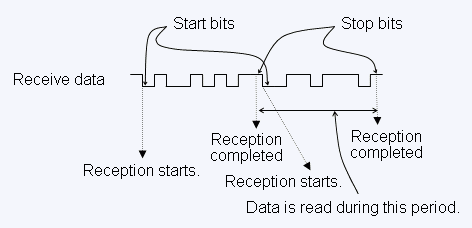 Start bits
Stop bits
Receive data
Reception
completed
Reception
completed
Reception starts.
Reception starts.
Data is read during this period.